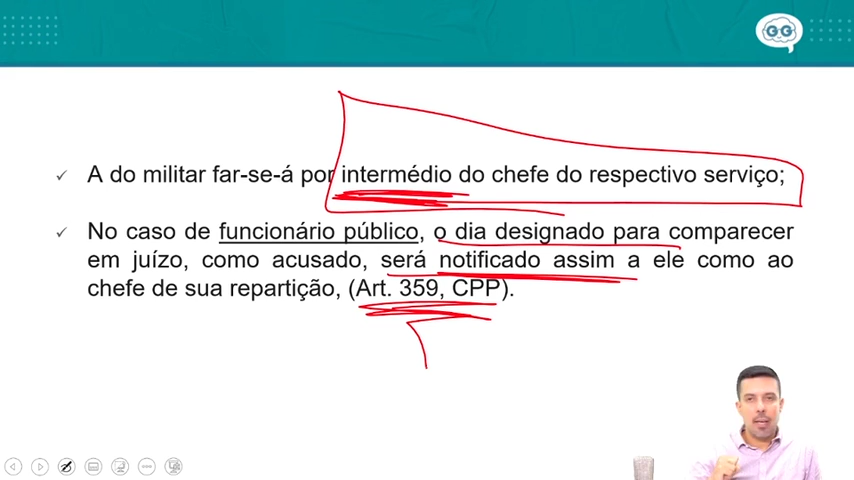 GG
A do militar far-se-á por intermédio do chefe do respectivo serviço;
No caso de funcionário público, o dia designado para comparecer
em juízo, como acusado, será notificado assim a ele como ao
chefe de sua repartição, (Art. 359, CPP).